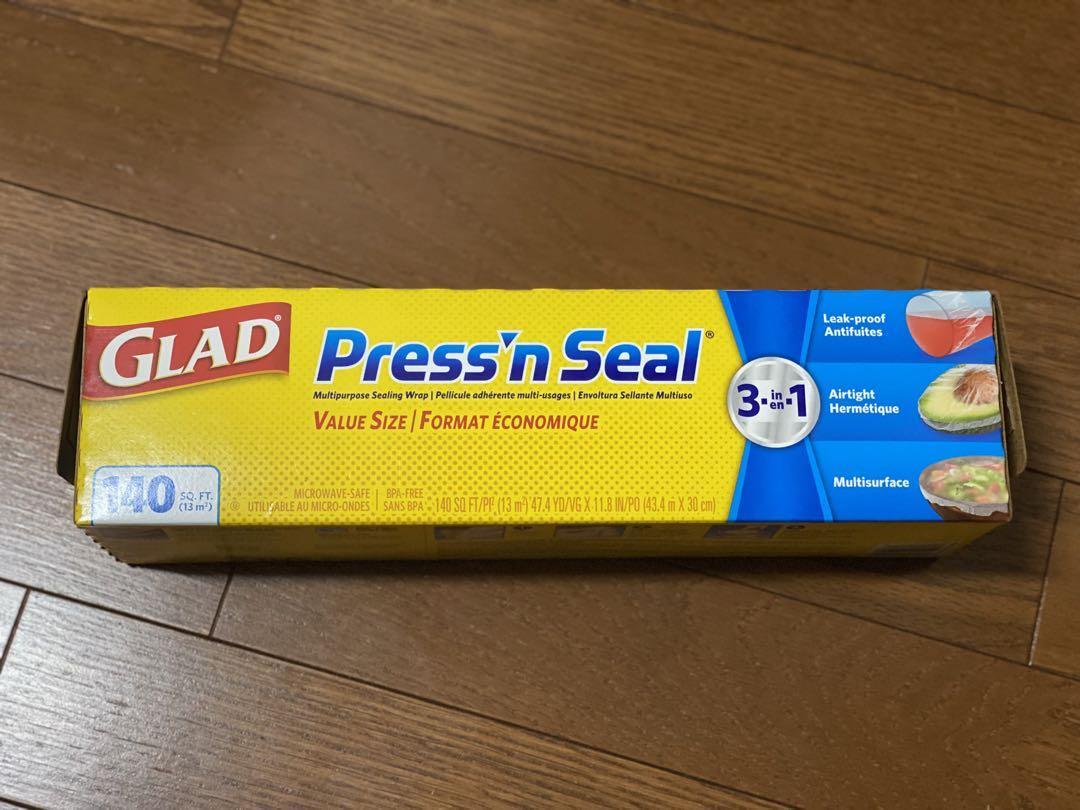 GLAD®
Press'n Seal®
Multipurpose Sealing Wrap | Pellicule adhérente multi-usages | Envoltura Sellante Multiuso
VALUE SIZE | FORMAT ÉCONOMIQUE
140 SQ. FT. (13 m²)
MICROWAVE-SAFE | BPA-FREE
UTILISABLE AU MICRO-ONDES | SANS BPA
140 SQ FT/PI² (13 m²) 47.4 YD/VG X 11.8 IN/PO (43.4 m X 30 cm)
3-in-1
en
Leak-proof
Antifuites
Airtight
Hermétique
Multisurface